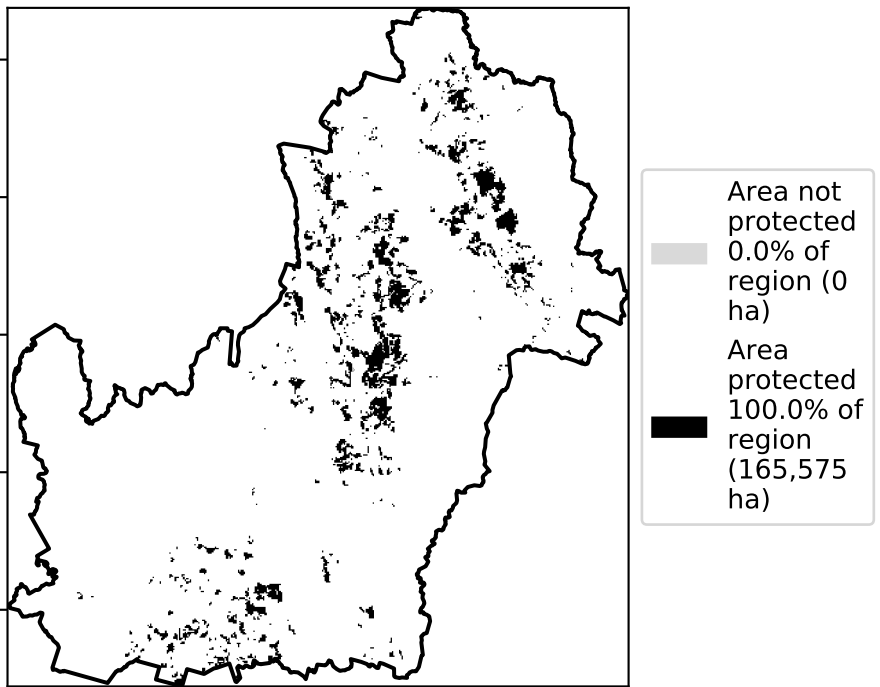 Area not
protected
0.0% of
region (0
ha)
Area
protected
100.0% of
region
(165,575
ha)